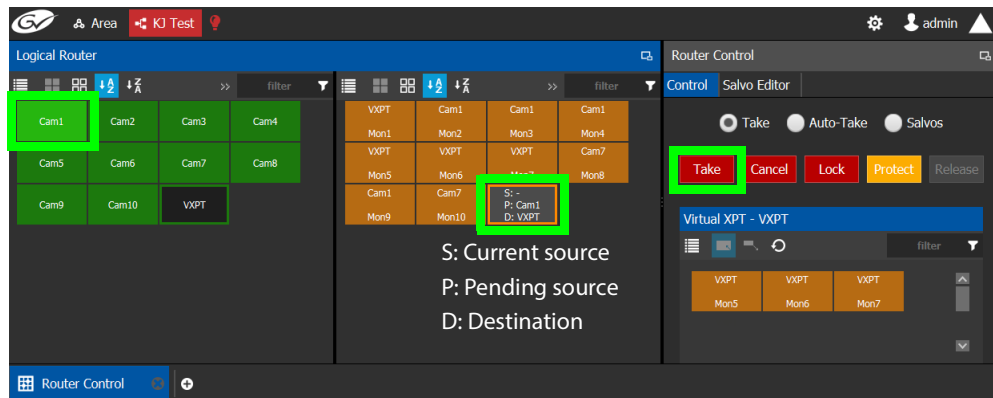 GV Area KJ Test admin
Logical Router Router Control
filter filter Control Salvo Editor
Take Auto-Take Salvos
Cam1 Cam2 Cam3 Cam4 VXPT Cam1 Cam1 Cam1
Mon1 Mon2 Mon3 Mon4
Cam5 Cam6 Cam7 Cam8 VXPT VXPT VXPT Cam7 Take Cancel Lock Protect Release
Mon5 Mon6 Mon8
Cam9 Cam10 VXPT Cam1 Cam7 S: -
P: Cam1
Mon9 Mon10 D: VXPT
Virtual XPT - VXPT
filter
S: Current source
P: Pending source
D: Destination
VXPT VXPT VXPT
Mon5 Mon6 Mon7
Router Control